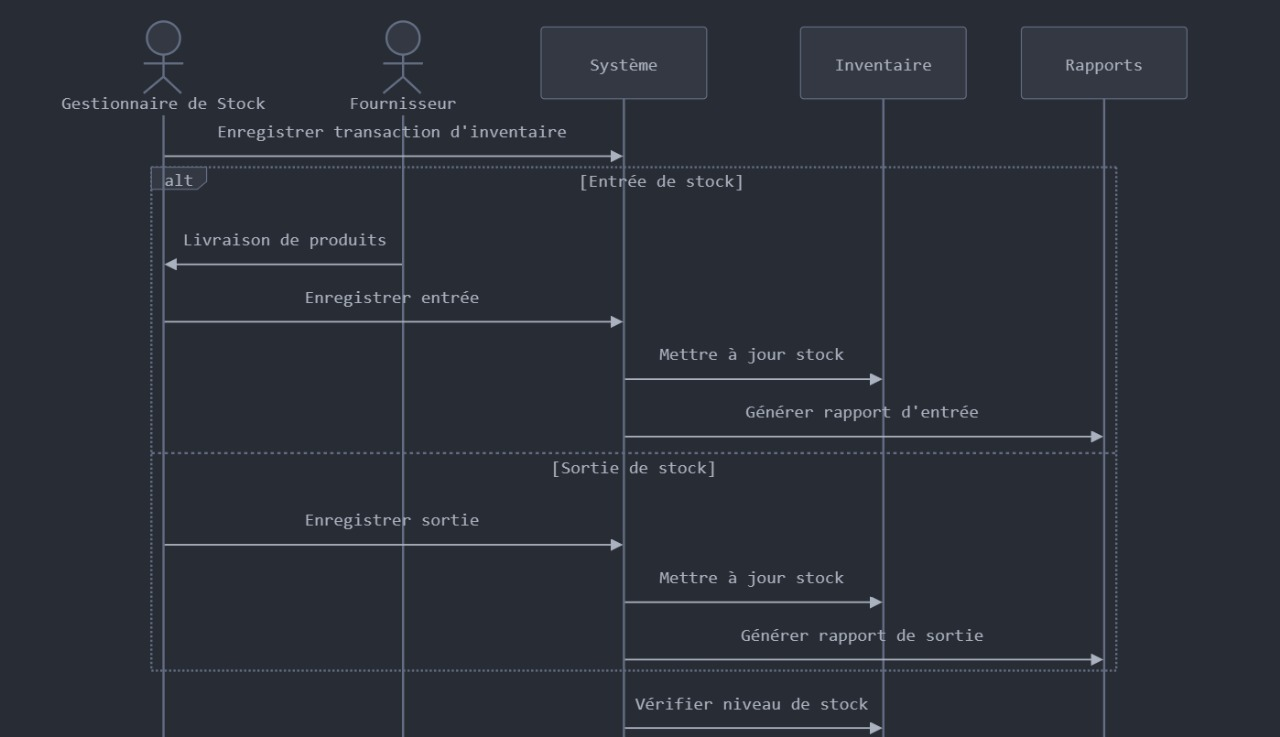 Système
Inventaire
Rapports
Gestionnaire de Stock
Fournisseur
Enregistrer transaction d'inventaire
alt
[Entrée de stock]
Livraison de produits
Enregistrer entrée
Mettre à jour stock
Générer rapport d'entrée
[Sortie de stock]
Enregistrer sortie
Mettre à jour stock
Générer rapport de sortie
Vérifier niveau de stock